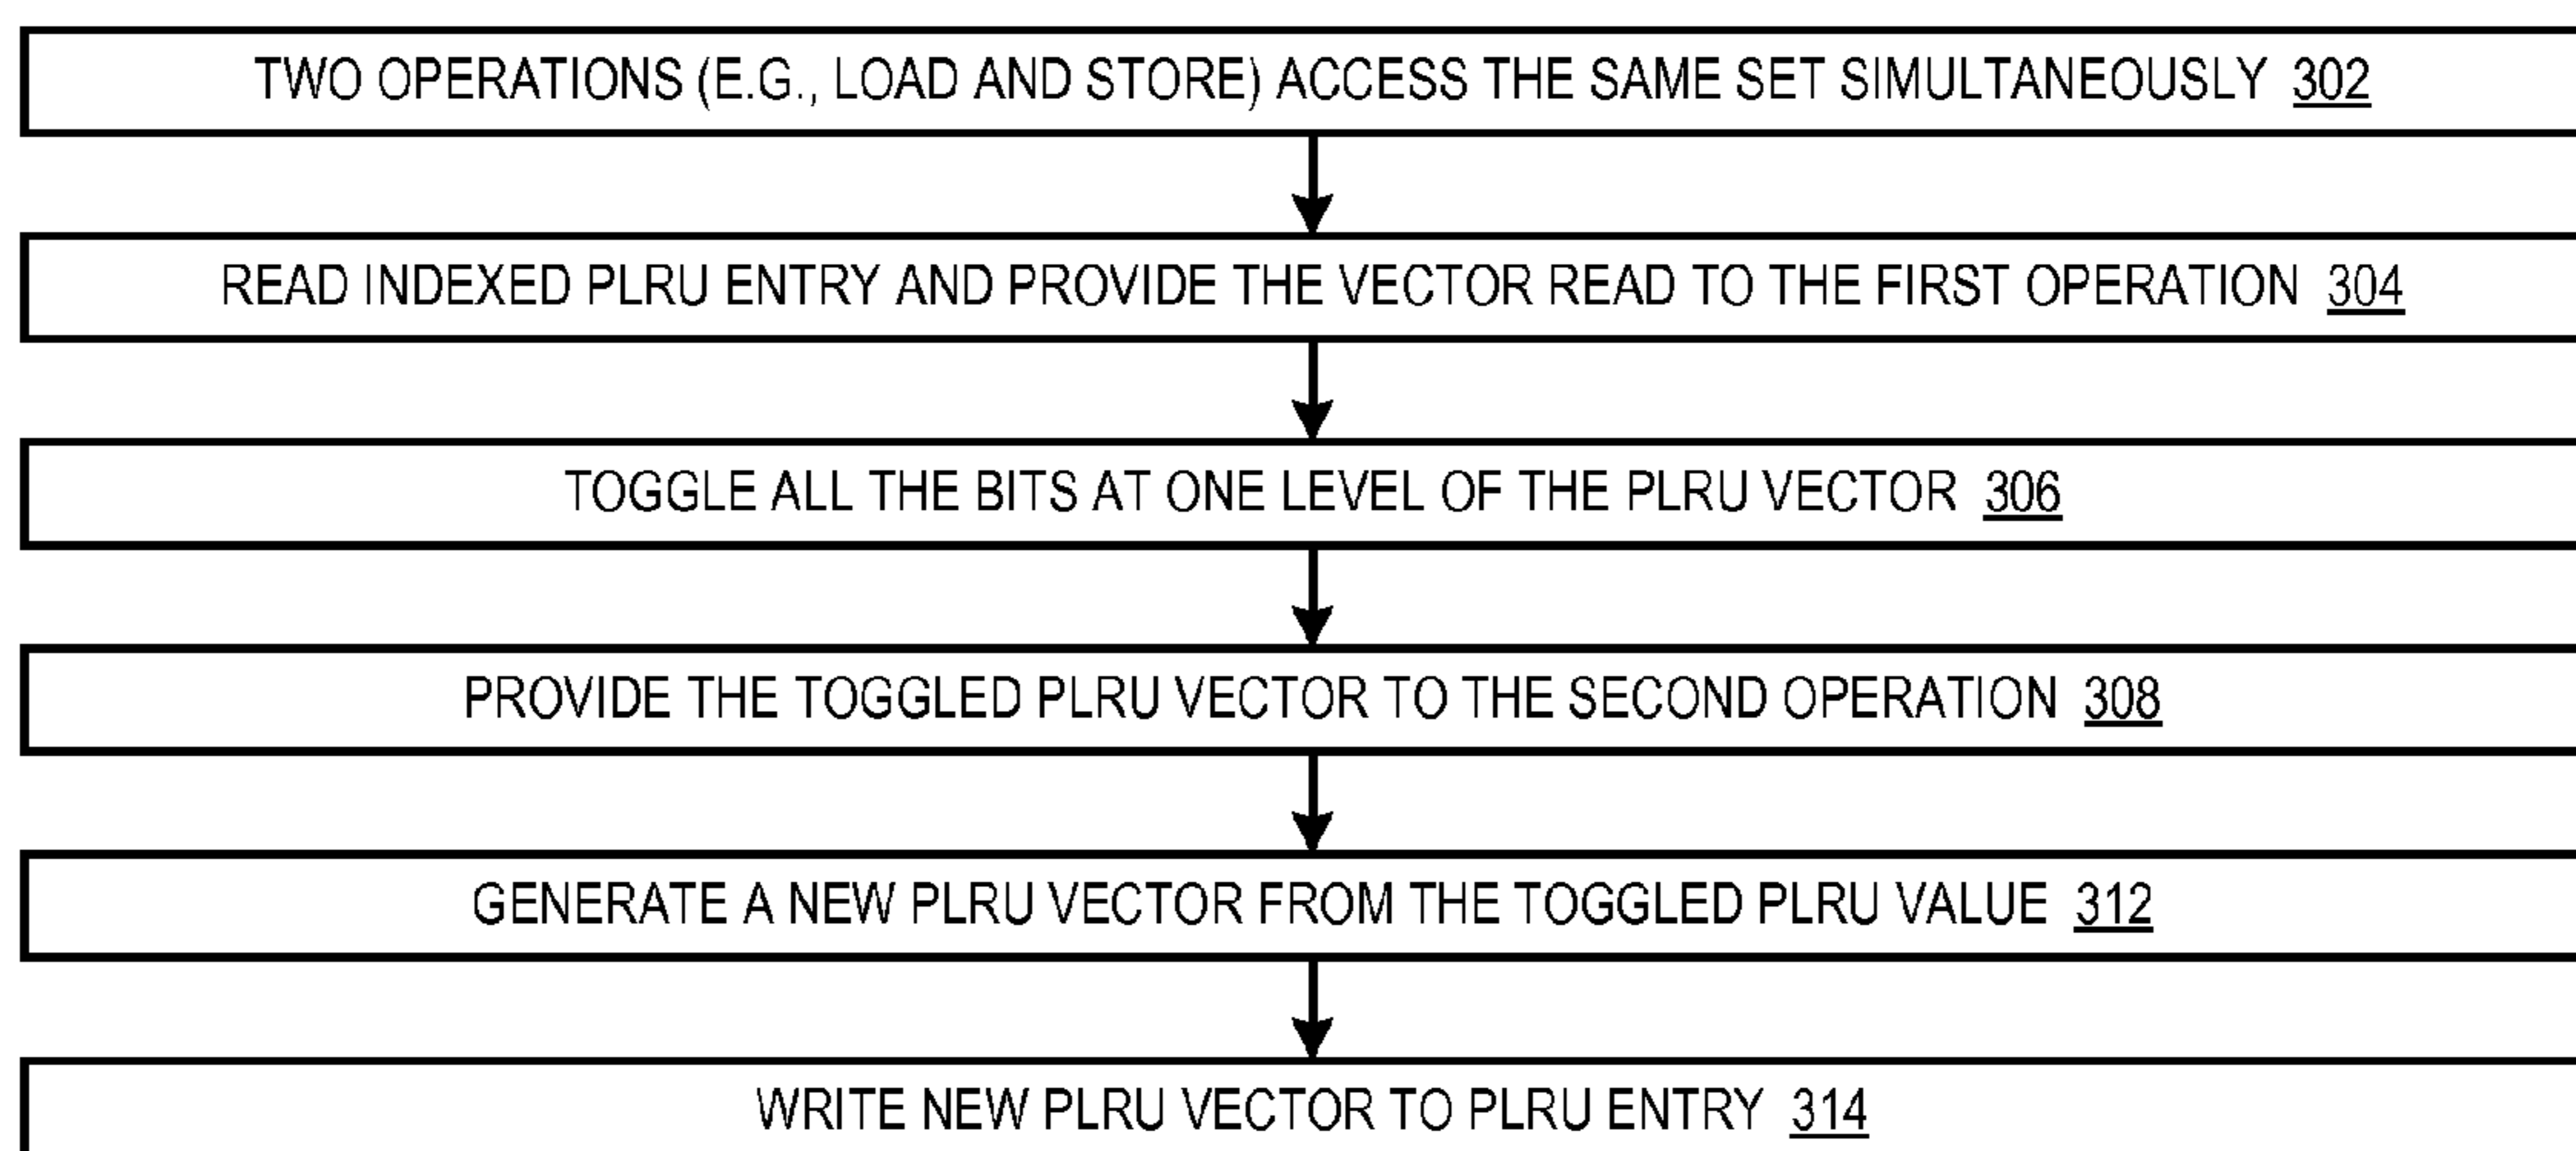 TWO OPERATIONS (E.G., LOAD AND STORE) ACCESS THE SAME SET SIMULTANEOUSLY 302
READ INDEXED PLRU ENTRY AND PROVIDE THE VECTOR READ TO THE FIRST OPERATION 304
TOGGLE ALL THE BITS AT ONE LEVEL OF THE PLRU VECTOR 306
PROVIDE THE TOGGLED PLRU VECTOR TO THE SECOND OPERATION 308
GENERATE A NEW PLRU VECTOR FROM THE TOGGLED PLRU VALUE 312
WRITE NEW PLRU VECTOR TO PLRU ENTRY 314